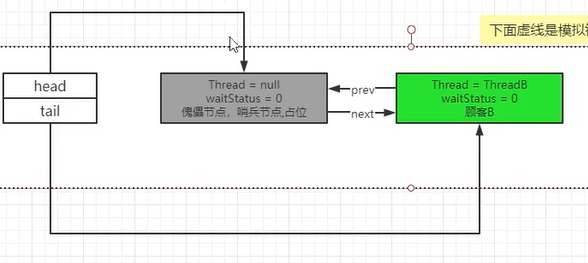 下面虚线是模拟
head
tail
Thread = null
waitStatus = 0
傀儡节点，哨兵节点,占位
prev
next
Thread = ThreadB
waitStatus = 0
顾客B